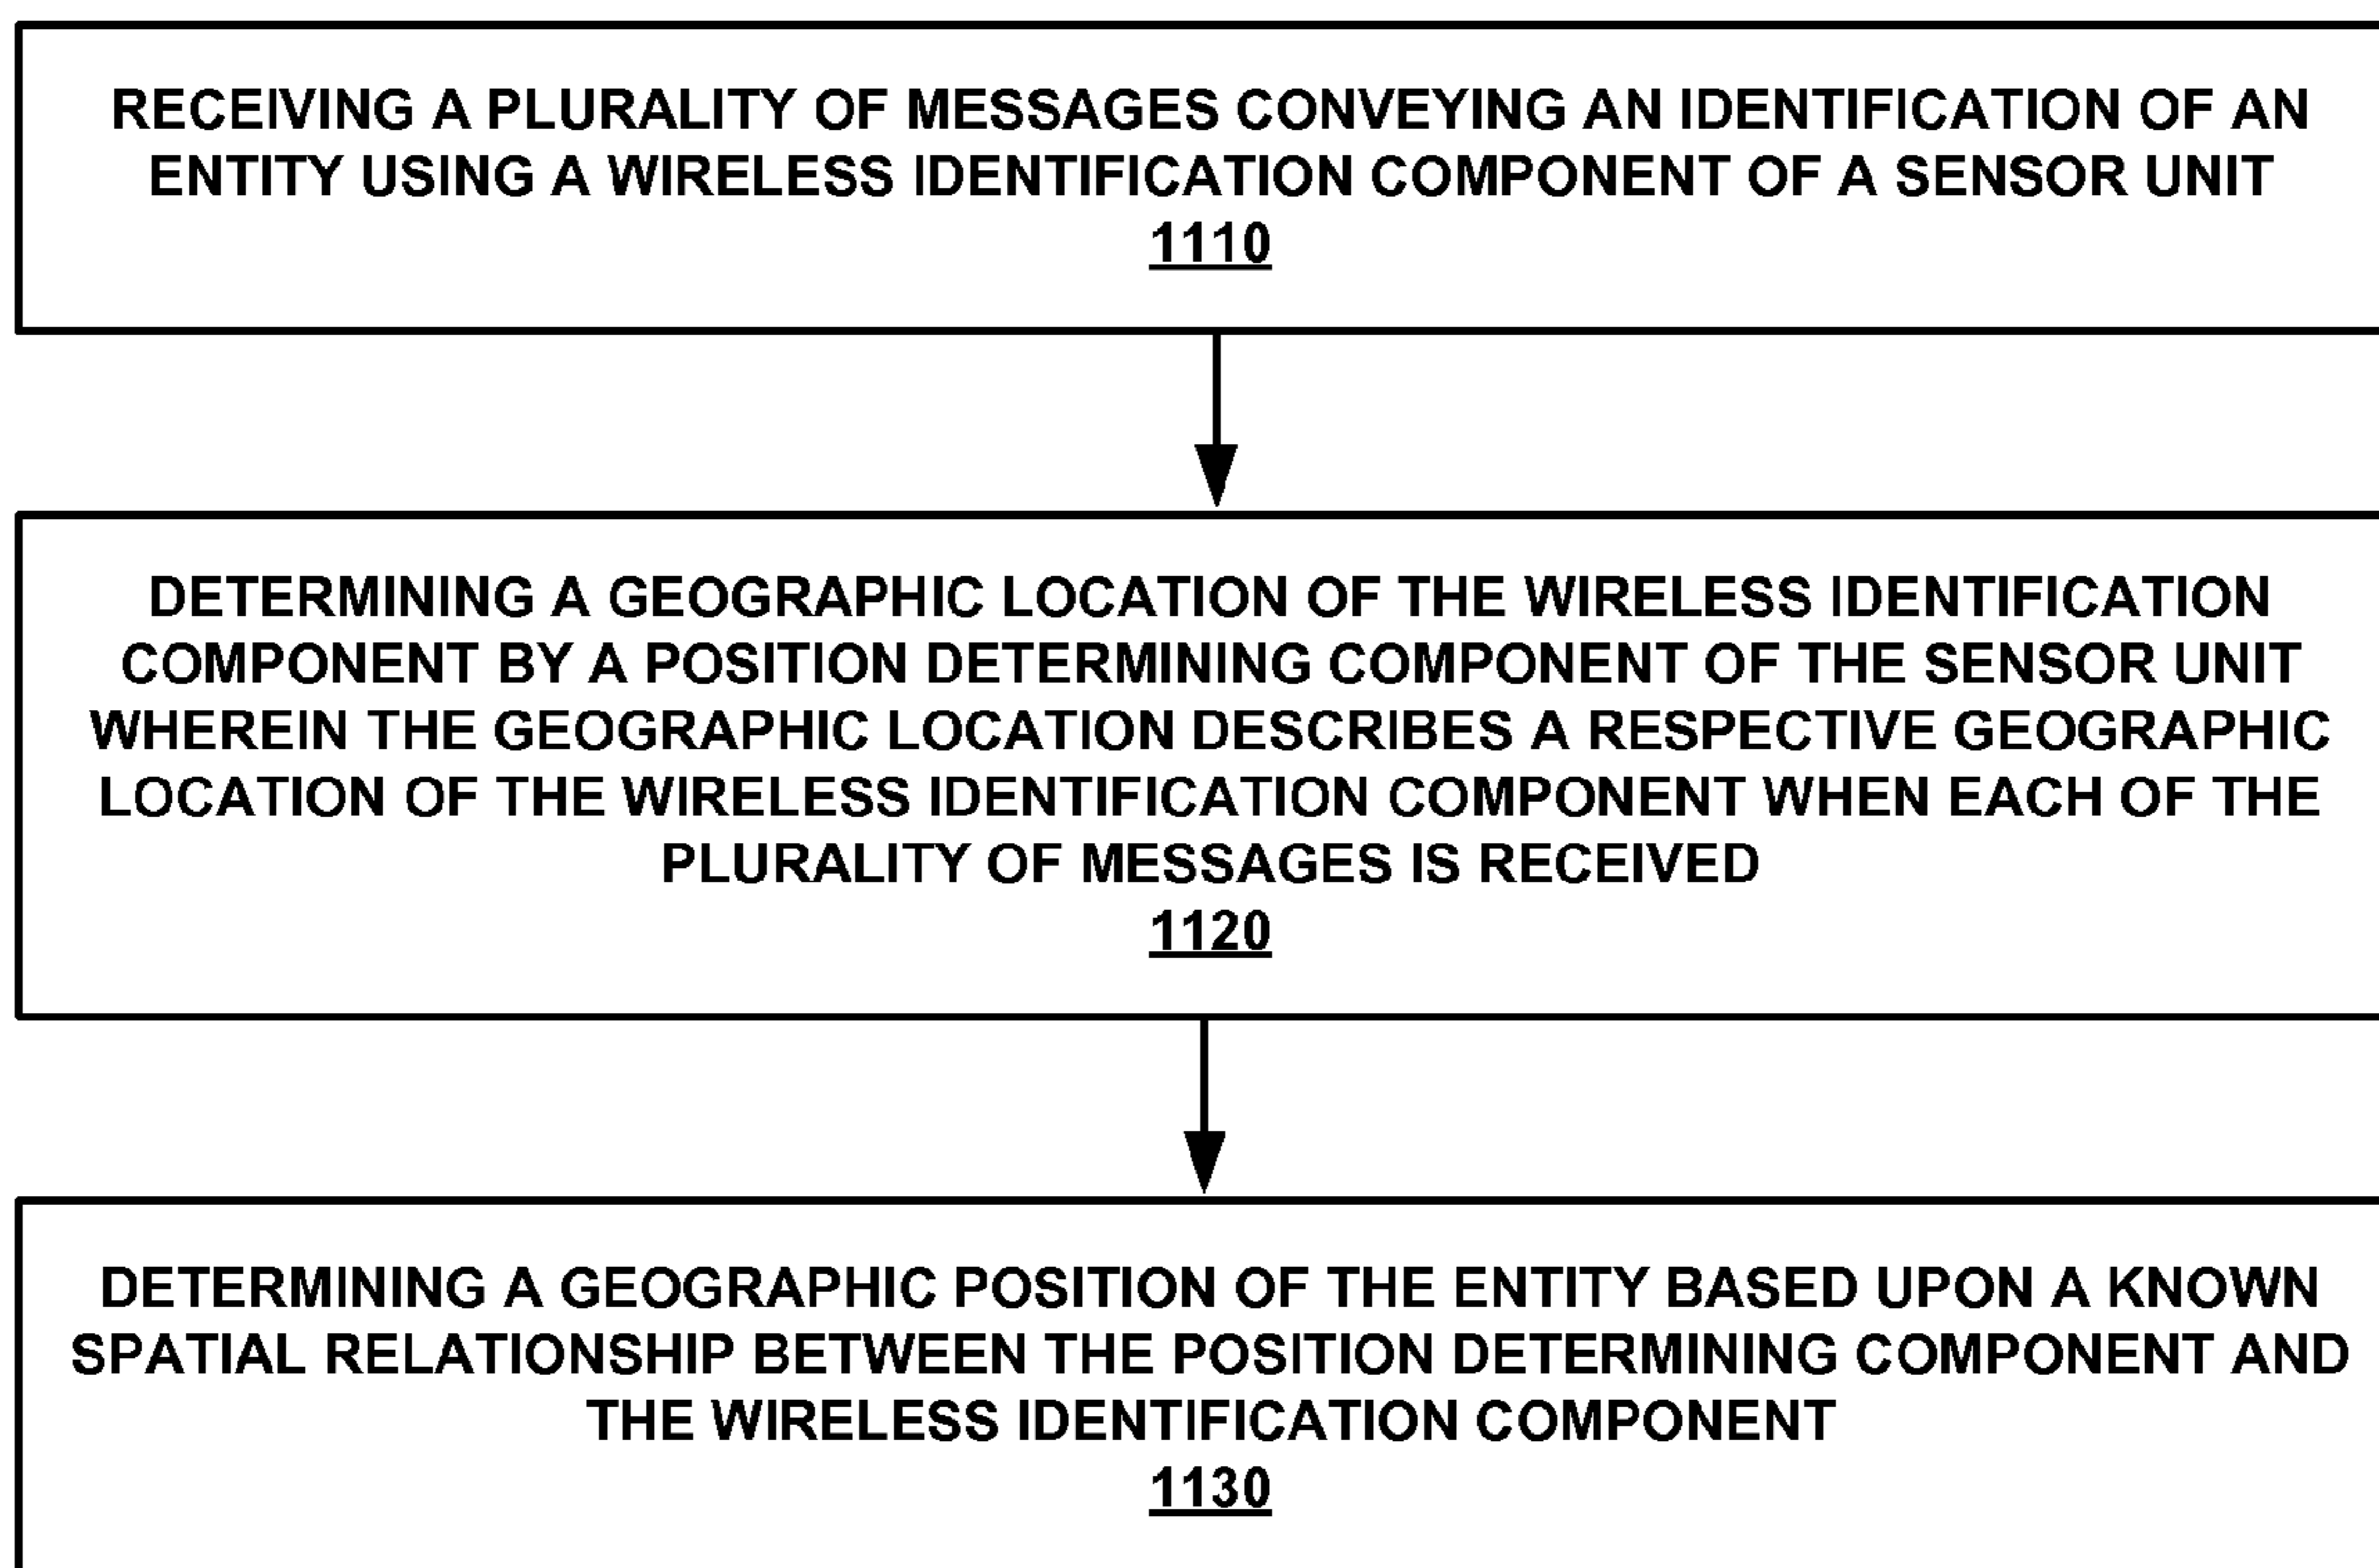 RECEIVING A PLURALITY OF MESSAGES CONVEYING AN IDENTIFICATION OF AN
ENTITY USING A WIRELESS IDENTIFICATION COMPONENT OF A SENSOR UNIT
1110
DETERMINING A GEOGRAPHIC LOCATION OF THE WIRELESS IDENTIFICATION
COMPONENT BY A POSITION DETERMINING COMPONENT OF THE SENSOR UNIT
WHEREIN THE GEOGRAPHIC LOCATION DESCRIBES A RESPECTIVE GEOGRAPHIC
LOCATION OF THE WIRELESS IDENTIFICATION COMPONENT WHEN EACH OF THE
PLURALITY OF MESSAGES IS RECEIVED
1120
DETERMINING A GEOGRAPHIC POSITION OF THE ENTITY BASED UPON A KNOWN
SPATIAL RELATIONSHIP BETWEEN THE POSITION DETERMINING COMPONENT AND
THE WIRELESS IDENTIFICATION COMPONENT
1130